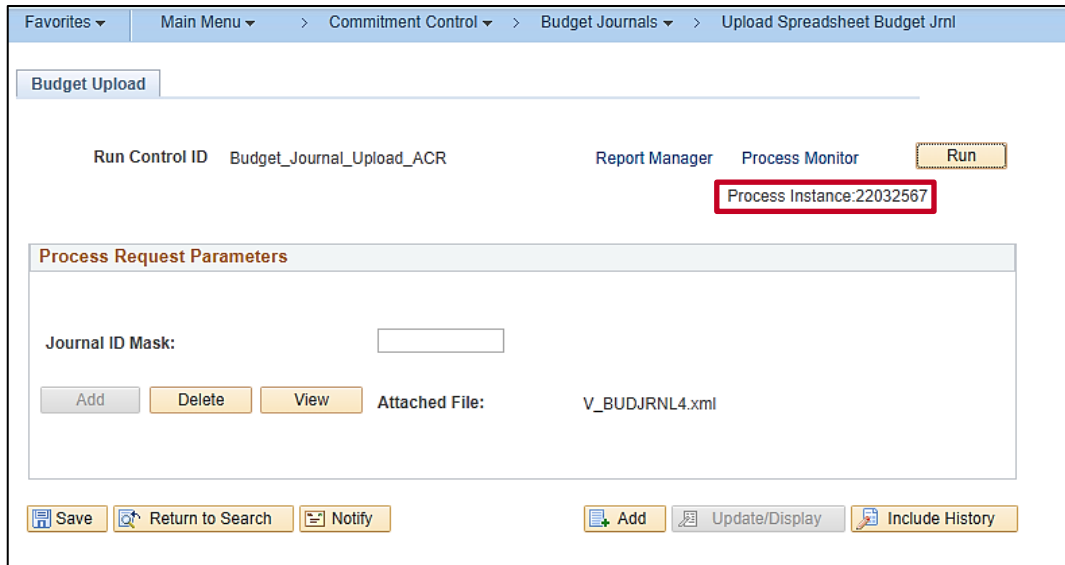 Favorites Main Menu > Commitment Control > Budget Journals > Upload Spreadsheet Budget Jrnl
Budget Upload
Run Control ID Budget_Journal_Upload_ACR Report Manager Process Monitor Run
Process Instance:22032567
Process Request Parameters
Journal ID Mask:
Add Delete View Attached File: V_BUDJRNL4.xml
Save Return to Search Notify Add Update/Display Include History